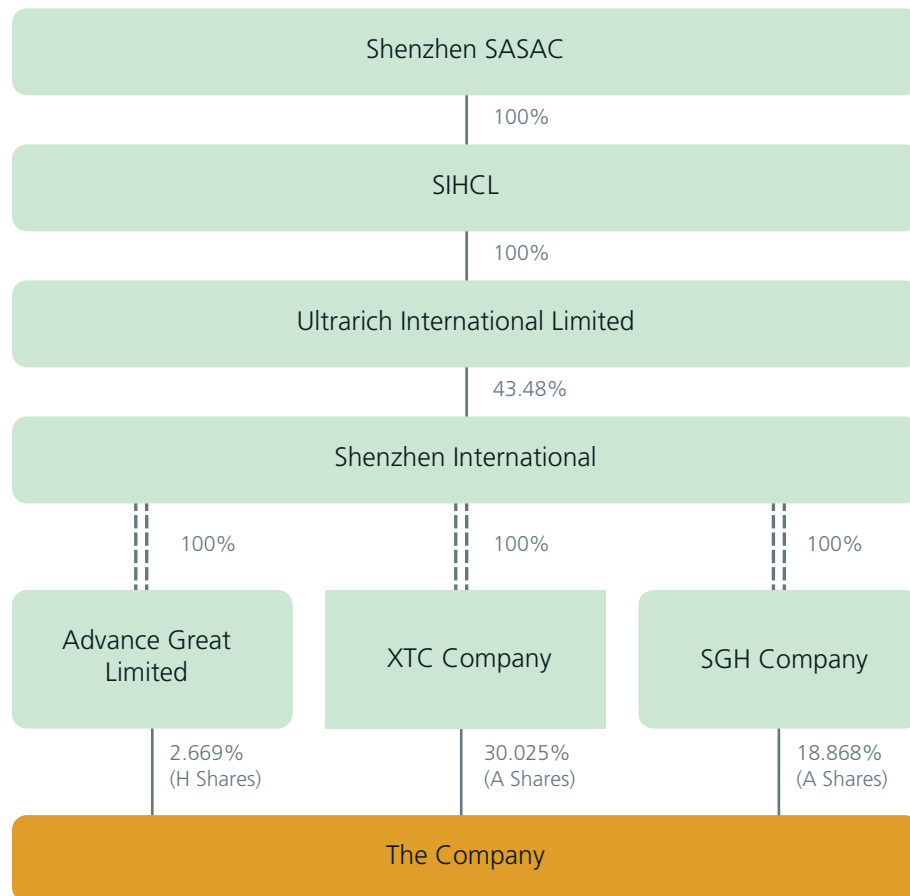 Shenzhen SASAC
100%
SIHCL
100%
Ultrarich International Limited
43.48%
Shenzhen International
100%
100%
100%
Advance Great
Limited
XTC Company
SGH Company
2.669%
(H Shares)
30.025%
(A Shares)
18.868%
(A Shares)
The Company